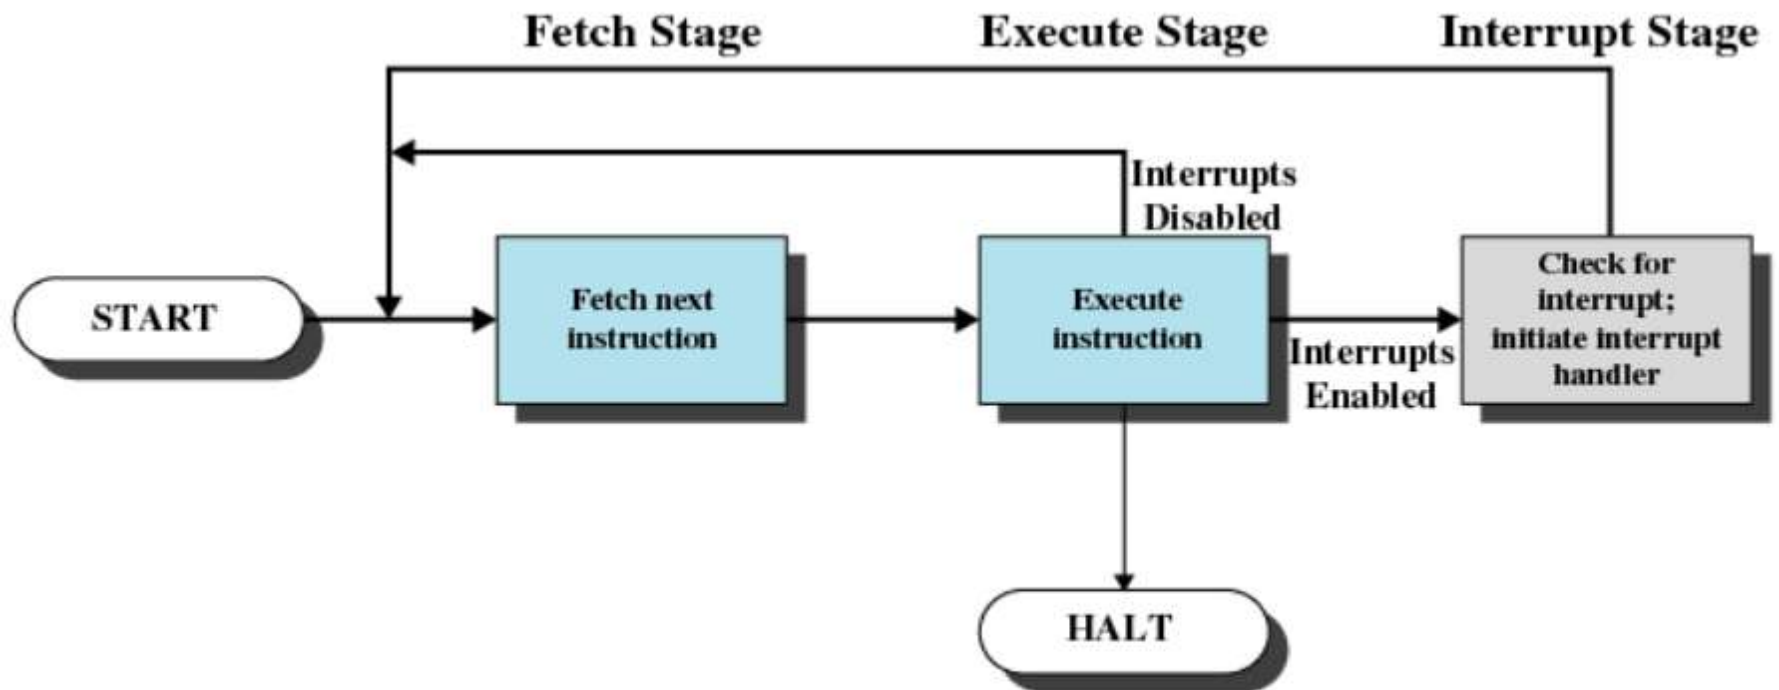 Fetch Stage
Execute Stage
Interrupt Stage
Interrupts
Disabled
START
Fetch next
instruction
Execute
instruction
Interrupts
Enabled
Check for
interrupt;
initiate interrupt
handler
HALT